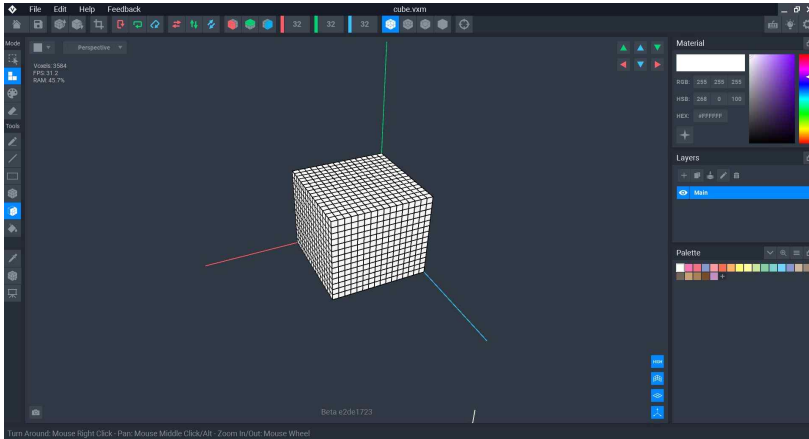 File Edit Help Feedback
cube.vxm
32 32 32
Mode
Perspective
Voxels: 3584
FPS: 31.2
RAM: 45.7%
Tools
Material
RGB: 255 255 255
HSB: 268 0 100
HEX: #FFFFFF
Layers
Main
Palette
Beta e2de1723
Turn Around: Mouse Right Click - Pan: Mouse Middle Click/Alt - Zoom In/Out: Mouse Wheel